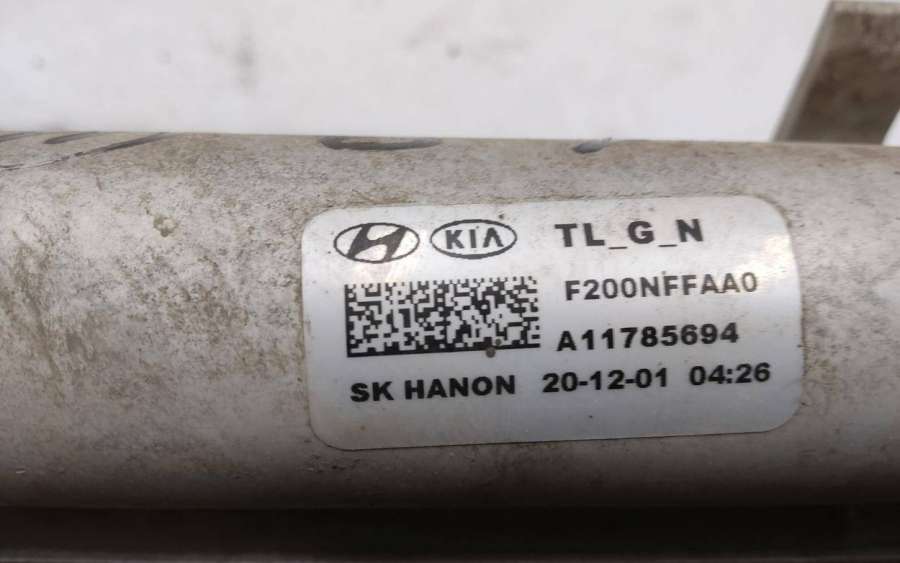 KIA TL_G_N
F200NFFAA0
A11785694
SK HANON 20-12-01 04:26